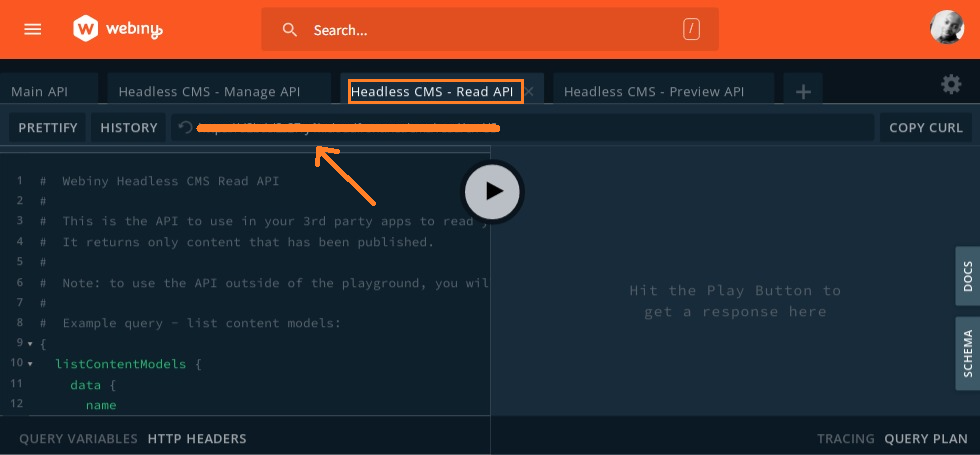 webiny
Search...
/
Main API
Headless CMS - Manage API
Headless CMS - Read API
Headless CMS - Preview API
PRETTIFY
HISTORY
COPY CURL
1 # Webiny Headless CMS Read API
2 #
3 # This is the API to use in your 3rd party apps to read
4 # It returns only content that has been published.
5 #
6 # Note: to use the API outside of the playground, you wil
7 #
8 # Example query - list content models:
9 {
10 listContentModels {
11 data {
12 name
Hit the Play Button to
get a response here
DOCS
SCHEMA
QUERY VARIABLES
HTTP HEADERS
TRACING
QUERY PLAN